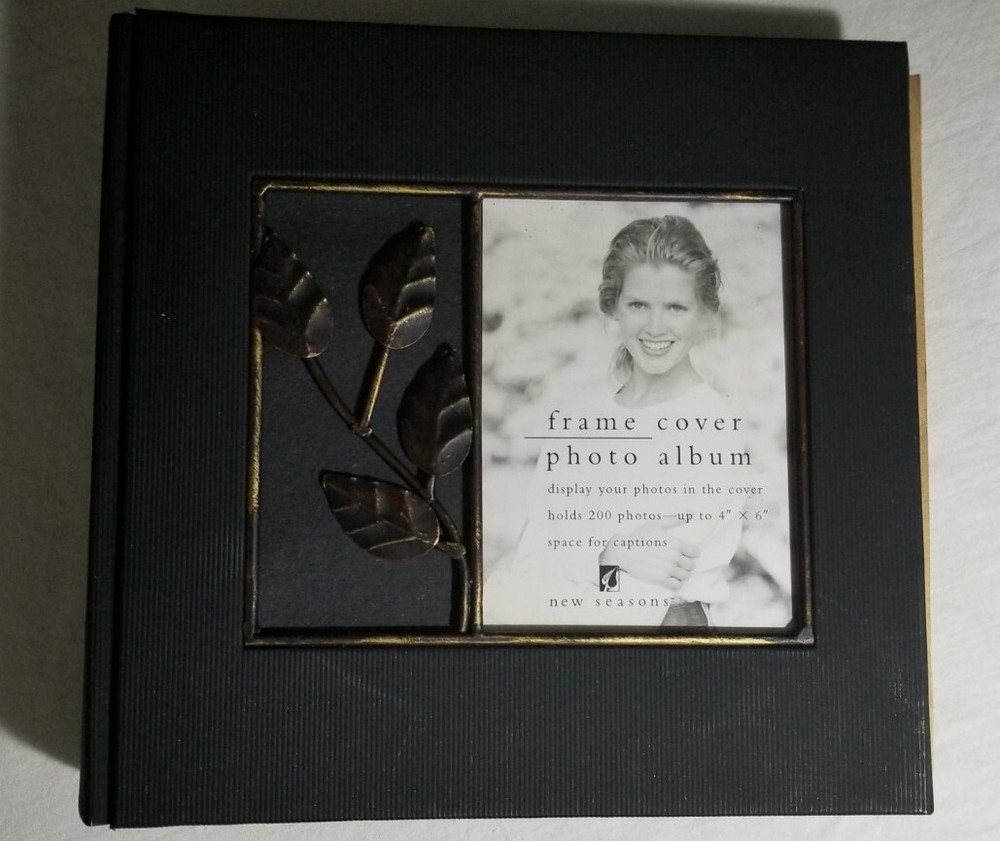 frame cover
photo album
display your photos in the cover
holds 200 photos—up to 4" × 6"
space for captions
new seasons™